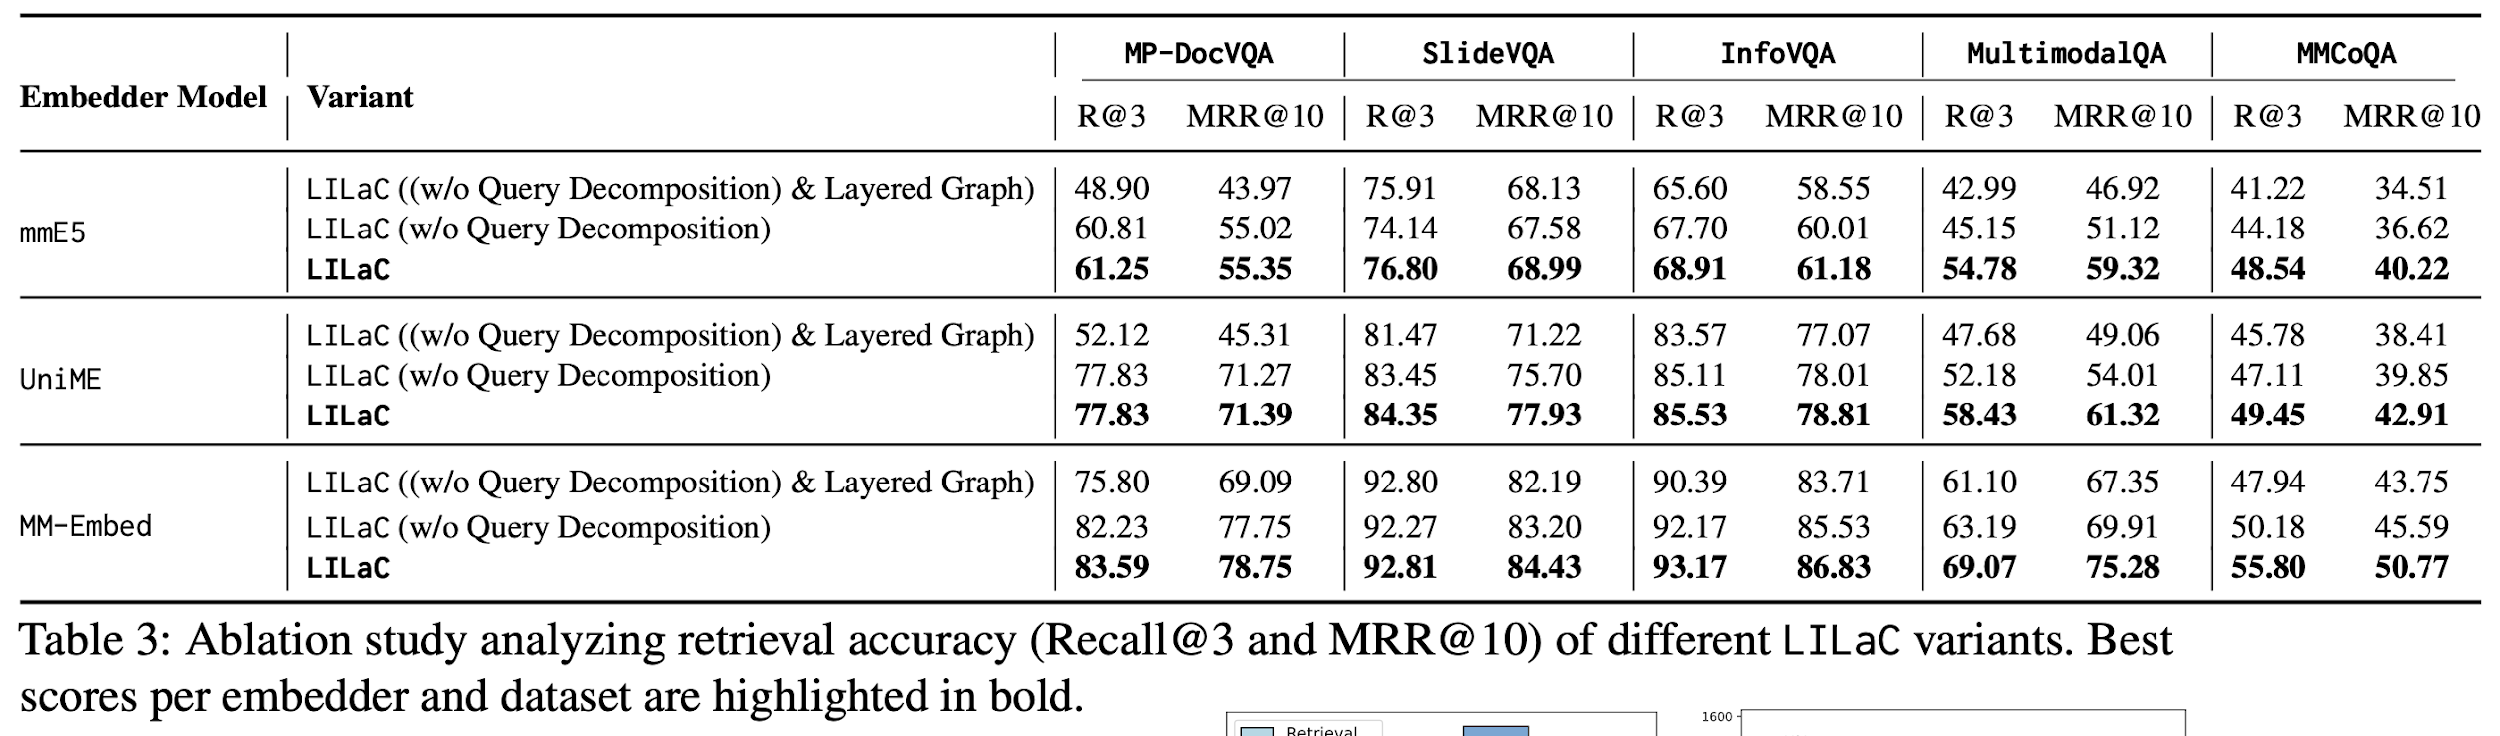 MP-DocVQA SlideVQA InfoVQA MultimodalQA MMCoQA
Embedder Model Variant
R@3 MRR@10 R@3 MRR@10 R@3 MRR@10 R@3 MRR@10 R@3 MRR@10
LILaC ((w/o Query Decomposition) & Layered Graph) 48.90 43.97 75.91 68.13 65.60 58.55 42.99 46.92 41.22 34.51
mmE5 LILaC (w/o Query Decomposition) 60.81 55.02 74.14 67.58 67.70 60.01 45.15 51.12 44.18 36.62
LILaC 61.25 55.35 76.80 68.99 68.91 61.18 54.78 59.32 48.54 40.22
LILaC ((w/o Query Decomposition) & Layered Graph) 52.12 45.31 81.47 71.22 83.57 77.07 47.68 49.06 45.78 38.41
UniME LILaC (w/o Query Decomposition) 77.83 71.27 83.45 75.70 85.11 78.01 52.18 54.01 47.11 39.85
LILaC 77.83 71.39 84.35 77.93 85.53 78.81 58.43 61.32 49.45 42.91
LILaC ((w/o Query Decomposition) & Layered Graph) 75.80 69.09 92.80 82.19 90.39 83.71 61.10 67.35 47.94 43.75
MM-Embed LILaC (w/o Query Decomposition) 82.23 77.75 92.27 83.20 92.17 85.53 63.19 69.91 50.18 45.59
LILaC 83.59 78.75 92.81 84.43 93.17 86.83 69.07 75.28 55.80 50.77
Table 3: Ablation study analyzing retrieval accuracy (Recall@3 and MRR@10) of different LILaC variants. Best
scores per embedder and dataset are highlighted in bold.
Retrieval
1600